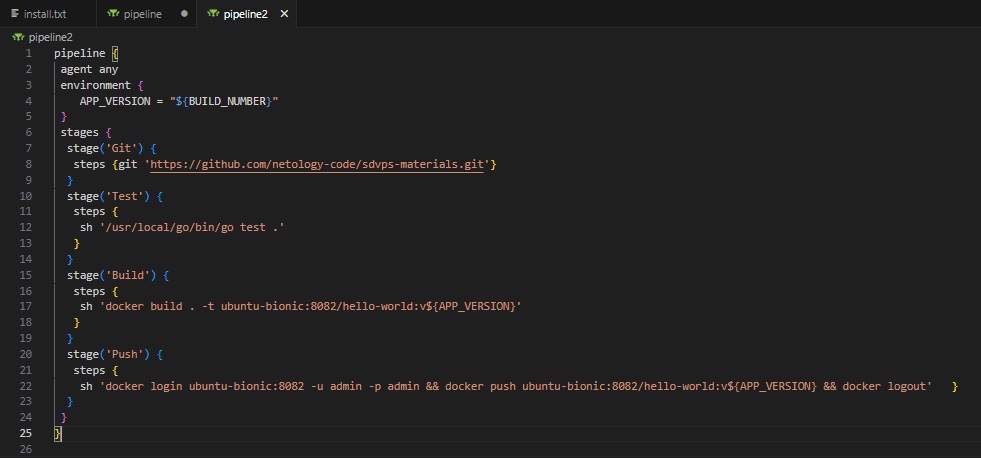 install.txt pipeline pipeline2
pipeline2
1 pipeline {
2 agent any
3 environment {
4 APP_VERSION = "${BUILD_NUMBER}"
5 }
6 stages {
7 stage('Git') {
8 steps {git 'https://github.com/netology-code/sdvps-materials.git'}
9 }
10 stage('Test') {
11 steps {
12 sh '/usr/local/go/bin/go test .'
13 }
14 }
15 stage('Build') {
16 steps {
17 sh 'docker build . -t ubuntu-bionic:8082/hello-world:v${APP_VERSION}'
18 }
19 }
20 stage('Push') {
21 steps {
22 sh 'docker login ubuntu-bionic:8082 -u admin -p admin && docker push ubuntu-bionic:8082/hello-world:v${APP_VERSION} && docker logout' }
23 }
24 }
25 }
26